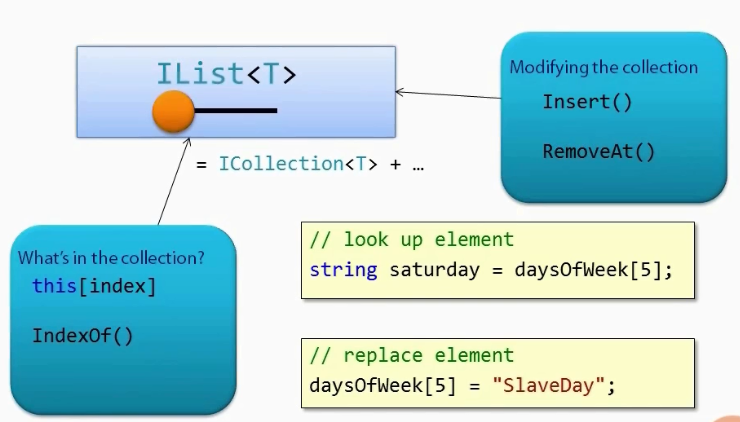 IList<T>
= ICollection<T> + …
Modifying the collection
Insert()
RemoveAt()
What's in the collection?
this[index]
IndexOf()
// look up element
string saturday = daysOfWeek[5];
// replace element
daysOfWeek[5] = "SlaveDay";